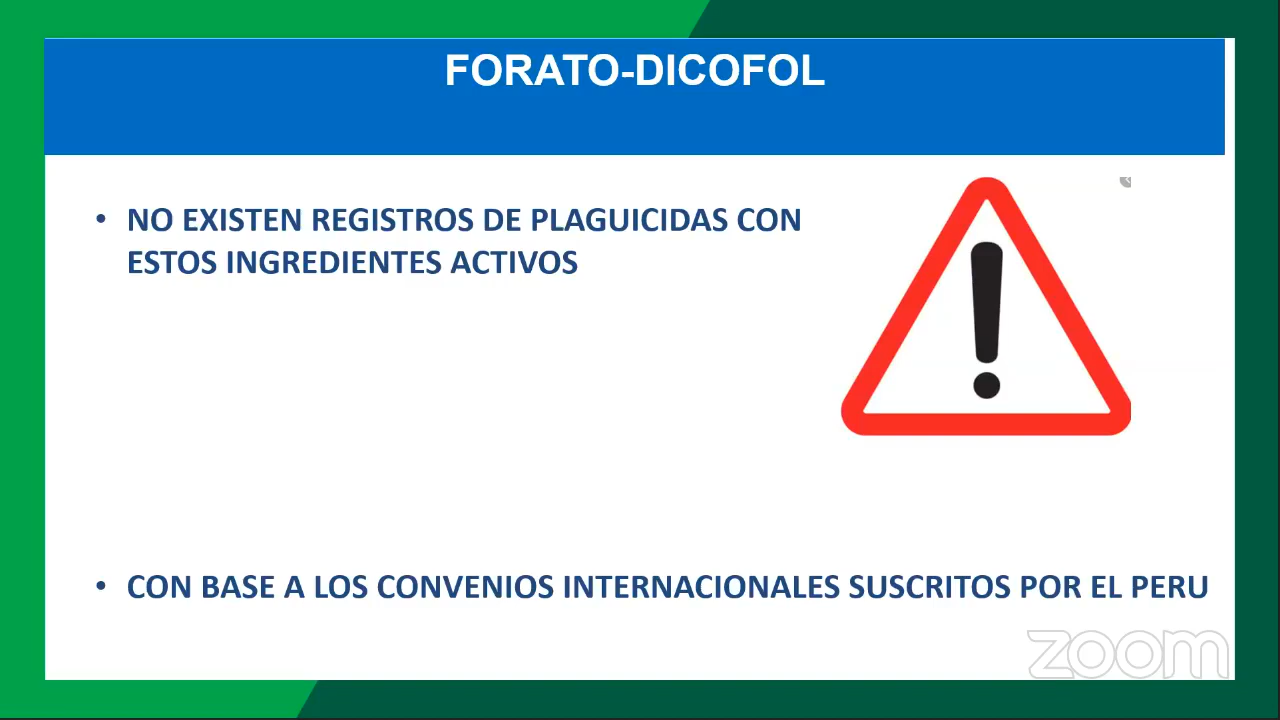 FORATO-DICOFOL
• NO EXISTEN REGISTROS DE PLAGUICIDAS CON
ESTOS INGREDIENTES ACTIVOS
• CON BASE A LOS CONVENIOS INTERNACIONALES SUSCRITOS POR EL PERU
zoom